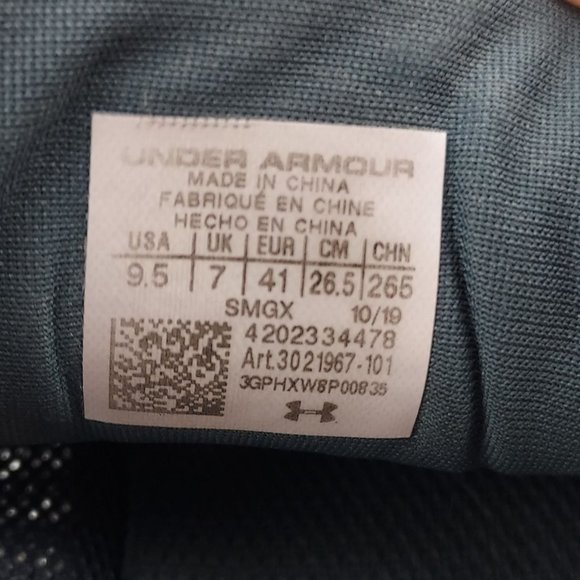 UNDER ARMOUR
MADE IN CHINA
FABRIQUÉ EN CHINE
HECHO EN CHINA
USA UK EUR CM CHN
9.5 7 41 26.5 265
SMGX 10/19
4202334478
Art.3021967-101
3GPHXW8P00835